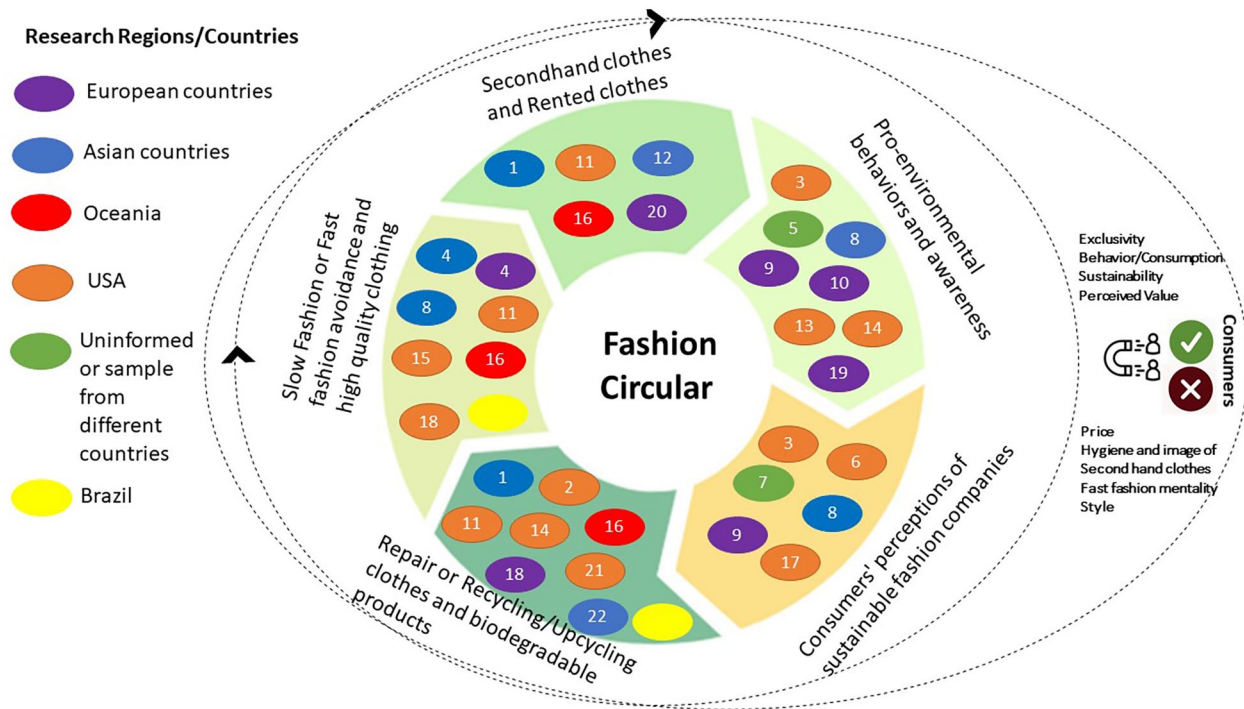 Research Regions/Countries
European countries
Asian countries
Oceania
USA
Uninformed
or sample
from
different
countries
Brazil
Secondhand clothes
and Rented clothes
1
11
12
16
20
Pro-environmental
behaviors and awareness
3
5
8
9
10
13
14
19
Consumers' perceptions of
sustainable fashion companies
3
6
7
8
9
17
Repair or Recycling/Upcycling
clothes and biodegradable
products
1
2
11
14
16
18
21
22
Slow Fashion or Fast
fashion avoidance and
high quality clothing
4
4
8
11
15
16
18
Fashion
Circular
Exclusivity
Behavior/Consumption
Sustainability
Perceived Value
Consumers
Price
Hygiene and image of
Second hand clothes
Fast fashion mentality
Style